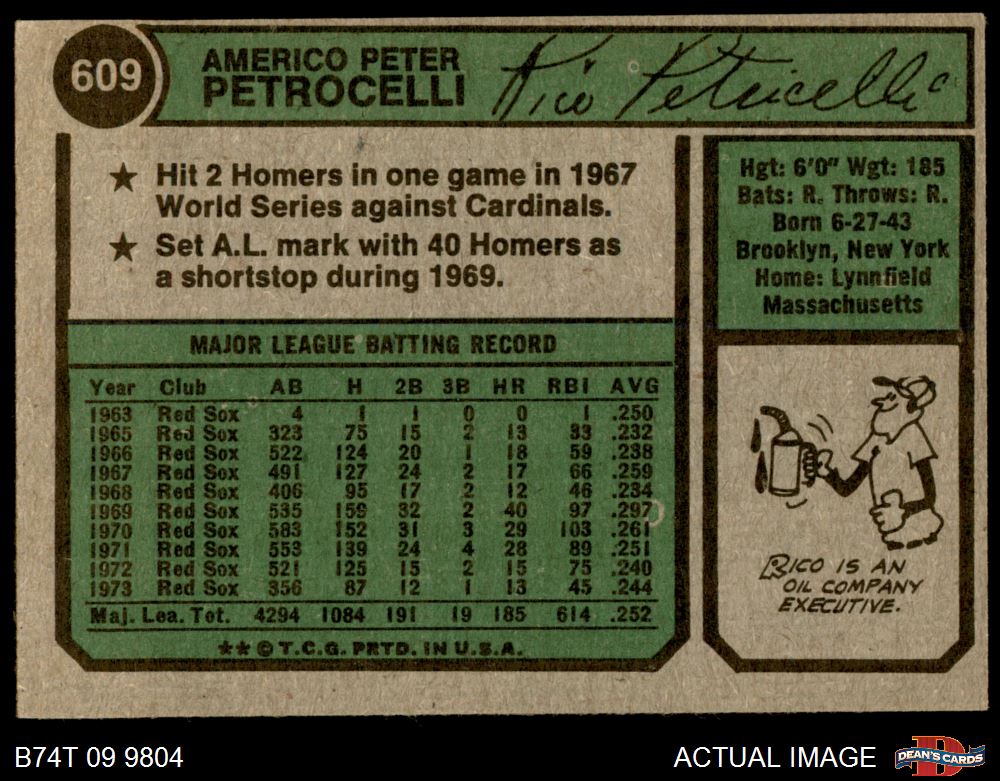 609
AMERICO PETER
PETROCELLI
Rico Petrocelli
★ Hit 2 Homers in one game in 1967
World Series against Cardinals.
★ Set A.L. mark with 40 Homers as
a shortstop during 1969.
Hgt: 6'0" Wgt: 185
Bats: R. Throws: R.
Born 6-27-43
Brooklyn, New York
Home: Lynnfield
Massachusetts
MAJOR LEAGUE BATTING RECORD
Year Club AB H 2B 3B HR RBI AVG
1963 Red Sox 4 1 1 0 0 1 .250
1965 Red Sox 323 75 15 2 13 33 .232
1966 Red Sox 522 124 20 1 18 59 .238
1967 Red Sox 491 127 24 2 17 66 .259
1968 Red Sox 406 95 17 2 12 46 .234
1969 Red Sox 535 159 32 2 40 97 .297
1970 Red Sox 583 152 31 3 29 103 .261
1971 Red Sox 553 139 24 4 28 89 .251
1972 Red Sox 521 125 15 2 15 75 .240
1973 Red Sox 356 87 12 1 13 45 .244
Maj. Lea. Tot. 4294 1084 191 19 185 614 .252
★★ © T.C.G. PRTD. IN U.S.A.
RICO IS AN
OIL COMPANY
EXECUTIVE.
B74T 09 9804
ACTUAL IMAGE
D
DEAN'S CARDS